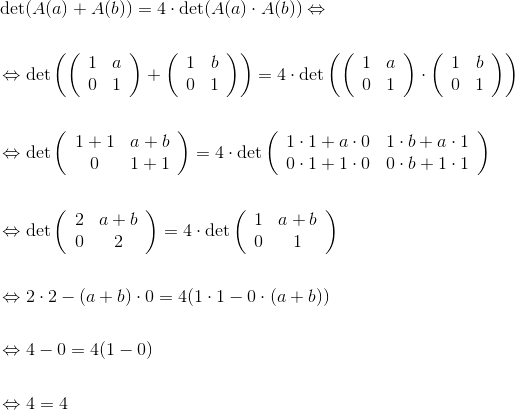 det(A(a) + A(b)) = 4 · det(A(a) · A(b)) ⇔
⇔ det ( ( 1 a ; 0 1 ) + ( 1 b ; 0 1 ) ) = 4 · det ( ( 1 a ; 0 1 ) · ( 1 b ; 0 1 ) )
⇔ det ( 1 + 1 a + b ; 0 1 + 1 ) = 4 · det ( 1 · 1 + a · 0 1 · b + a · 1 ; 0 · 1 + 1 · 0 0 · b + 1 · 1 )
⇔ det ( 2 a + b ; 0 2 ) = 4 · det ( 1 a + b ; 0 1 )
⇔ 2 · 2 − (a + b) · 0 = 4(1 · 1 − 0 · (a + b))
⇔ 4 − 0 = 4(1 − 0)
⇔ 4 = 4